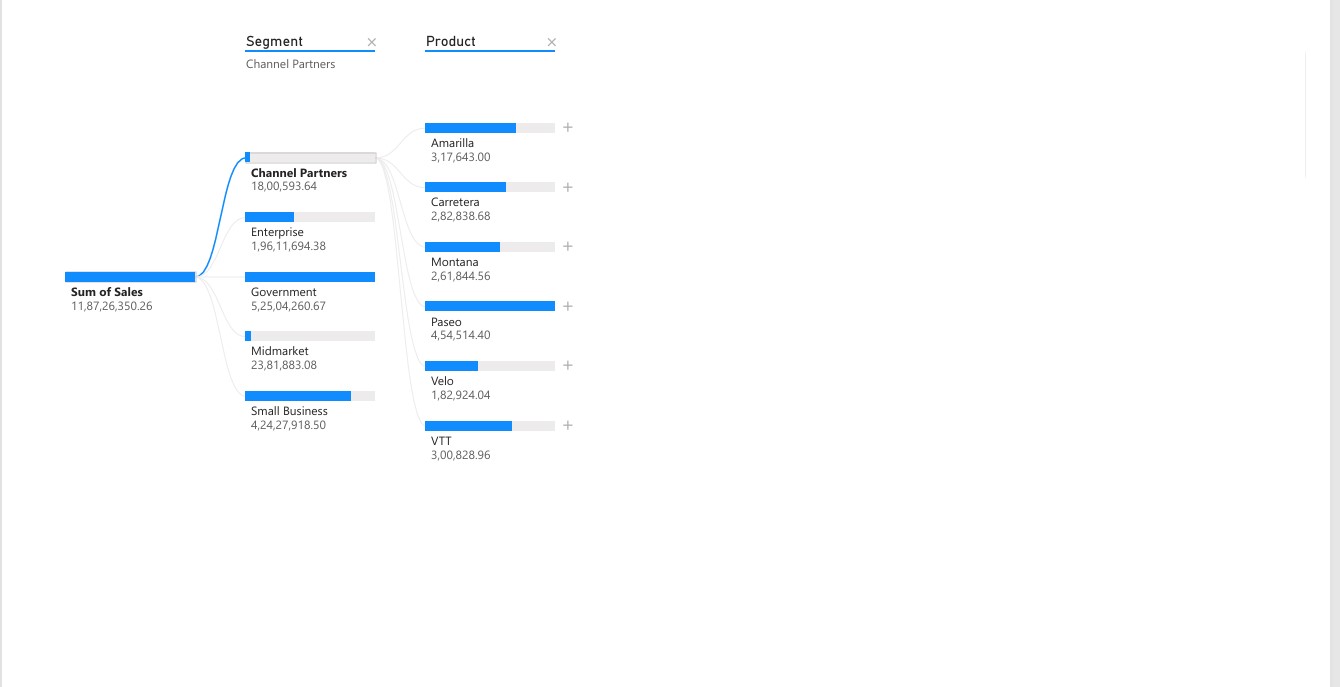 Segment
Channel Partners
Product
Sum of Sales
11,87,26,350.26
Channel Partners
18,00,593.64
Enterprise
1,96,11,694.38
Government
5,25,04,260.67
Midmarket
23,81,883.08
Small Business
4,24,27,918.50
Amarilla
3,17,643.00
Carretera
2,82,838.68
Montana
2,61,844.56
Paseo
4,54,514.40
Velo
1,82,924.04
VTT
3,00,828.96